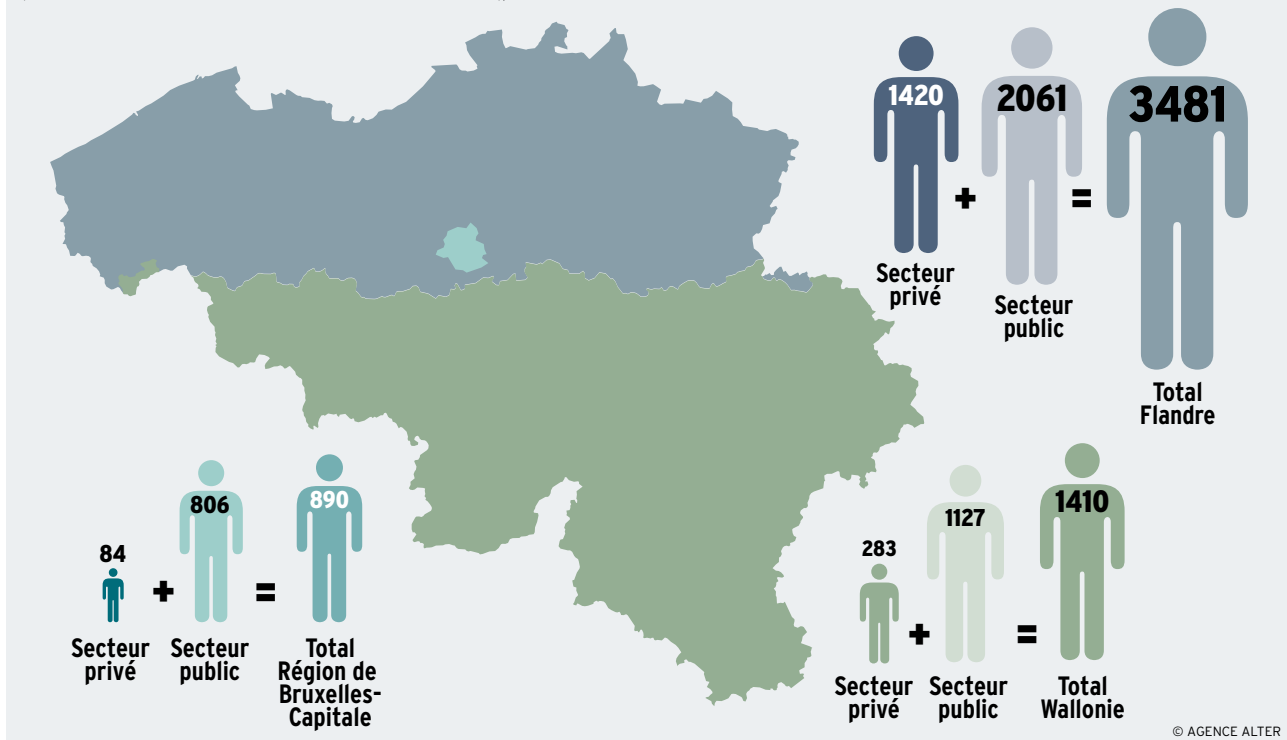 1420
2061
3481
+
=
Secteur
privé
Secteur
public
Total
Flandre
84
806
890
+
=
Secteur
privé
Secteur
public
Total
Région de
Bruxelles-
Capitale
283
1127
1410
+
=
Secteur
privé
Secteur
public
Total
Wallonie
© AGENCE ALTER